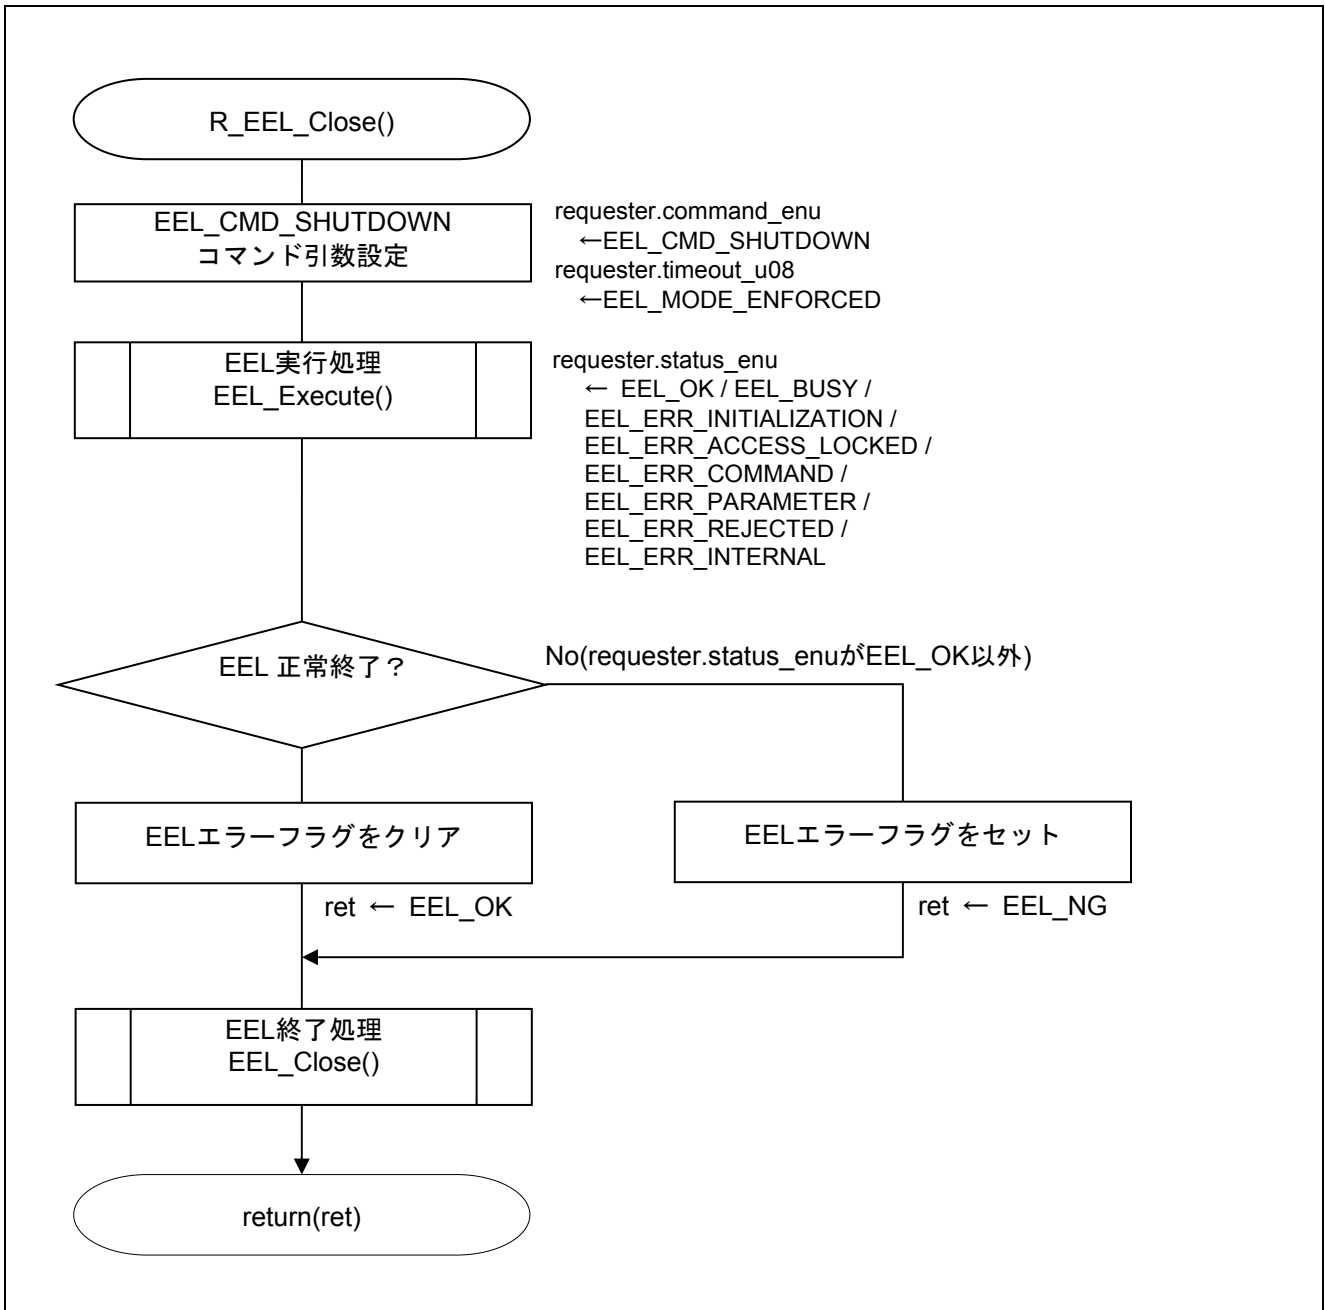 R_EEL_Close()
EEL_CMD_SHUTDOWN
コマンド引数設定
requester.command_enu
←EEL_CMD_SHUTDOWN
requester.timeout_u08
←EEL_MODE_ENFORCED
EEL実行処理
EEL_Execute()
requester.status_enu
← EEL_OK / EEL_BUSY /
EEL_ERR_INITIALIZATION /
EEL_ERR_ACCESS_LOCKED /
EEL_ERR_COMMAND /
EEL_ERR_PARAMETER /
EEL_ERR_REJECTED /
EEL_ERR_INTERNAL
EEL 正常終了？
No(requester.status_enuがEEL_OK以外)
EELエラーフラグをクリア
EELエラーフラグをセット
ret ← EEL_OK
ret ← EEL_NG
EEL終了処理
EEL_Close()
return(ret)